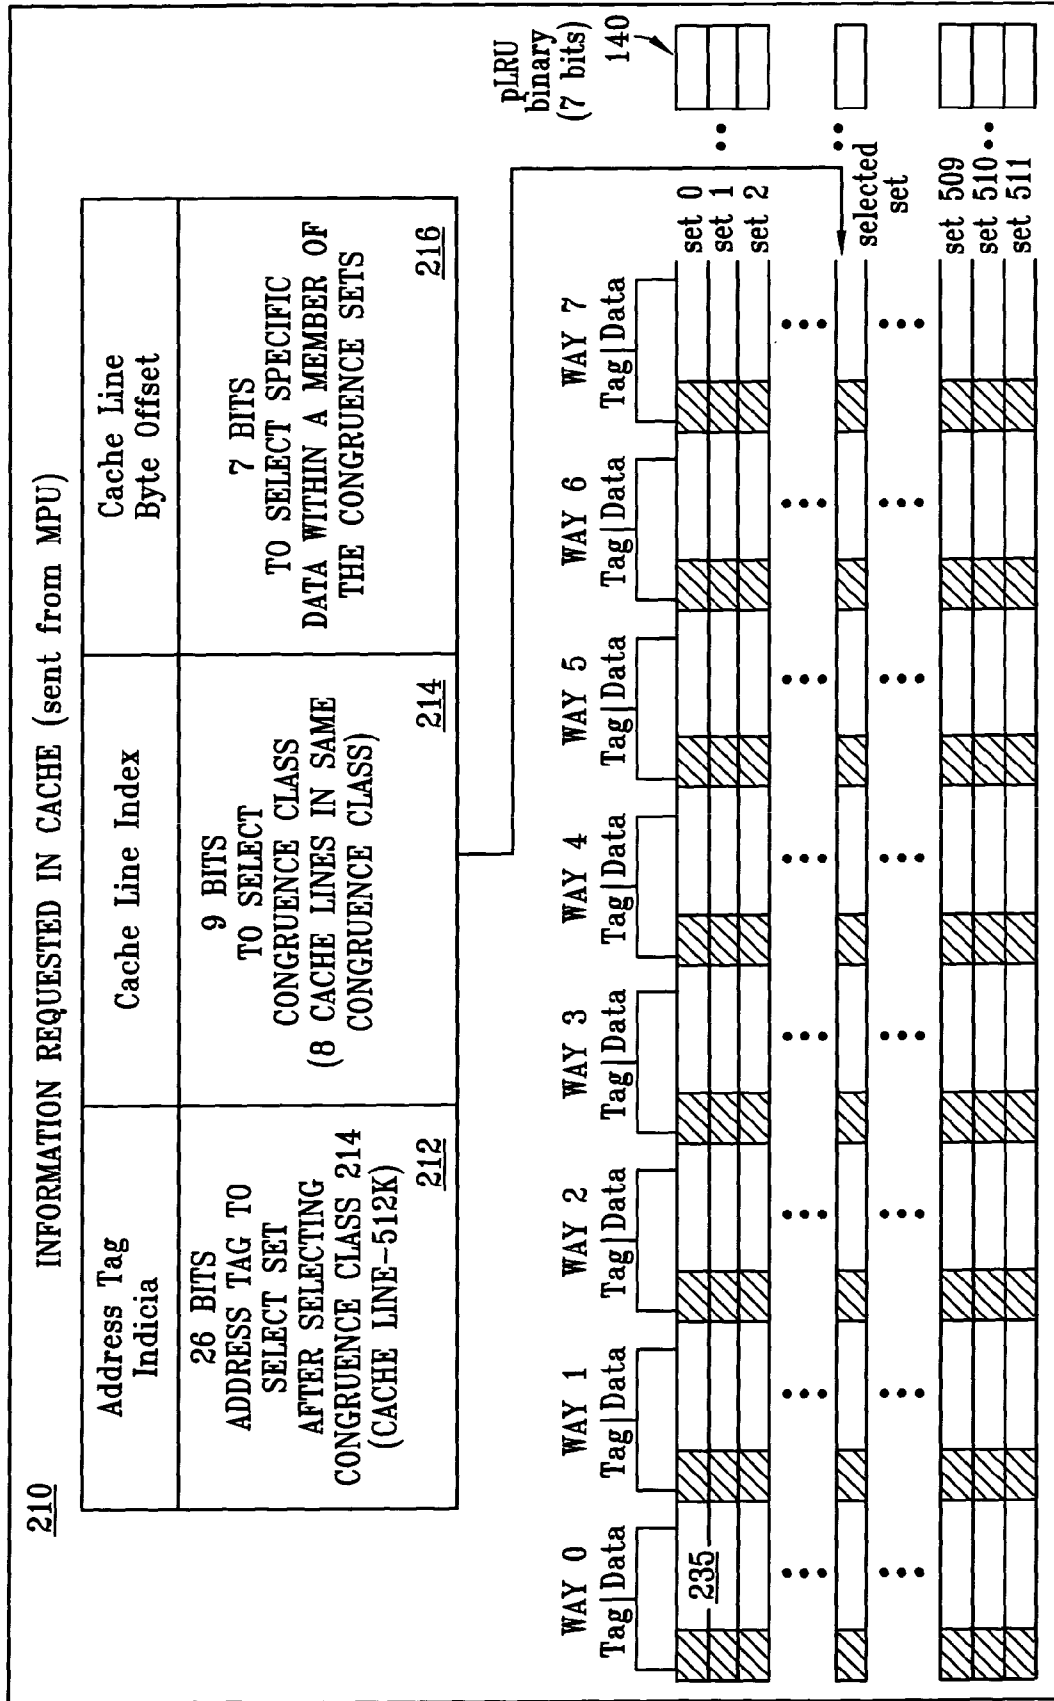 210
INFORMATION REQUESTED IN CACHE (sent from MPU)
Address Tag
Indicia
Cache Line Index
Cache Line
Byte Offset
26 BITS
ADDRESS TAG TO
SELECT SET
AFTER SELECTING
CONGRUENCE CLASS 214
(CACHE LINE-512K)
212
9 BITS
TO SELECT
CONGRUENCE CLASS
(8 CACHE LINES IN SAME
CONGRUENCE CLASS)
214
7 BITS
TO SELECT SPECIFIC
DATA WITHIN A MEMBER OF
THE CONGRUENCE SETS
216
pLRU
binary
(7 bits)
140
WAY 0 WAY 1 WAY 2 WAY 3 WAY 4 WAY 5 WAY 6 WAY 7
Tag Data Tag Data Tag Data Tag Data Tag Data Tag Data Tag Data Tag Data
235
set 0
set 1
set 2
selected
set
set 509
set 510
set 511